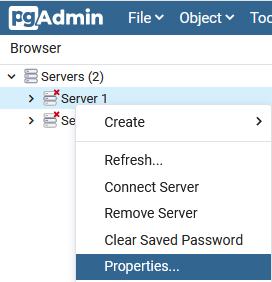 pgAdmin File Object
Browser
Servers (2)
Server 1
Create
Refresh...
Connect Server
Remove Server
Clear Saved Password
Properties...